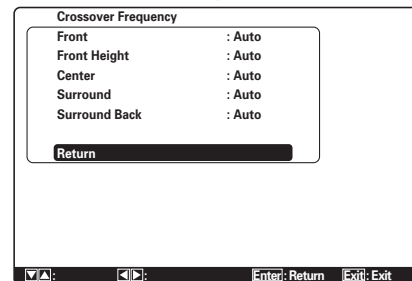 Crossover Frequency
Front : Auto
Front Height : Auto
Center : Auto
Surround : Auto
Surround Back : Auto
Return
▼▲: ◀▶: Enter: Return Exit: Exit